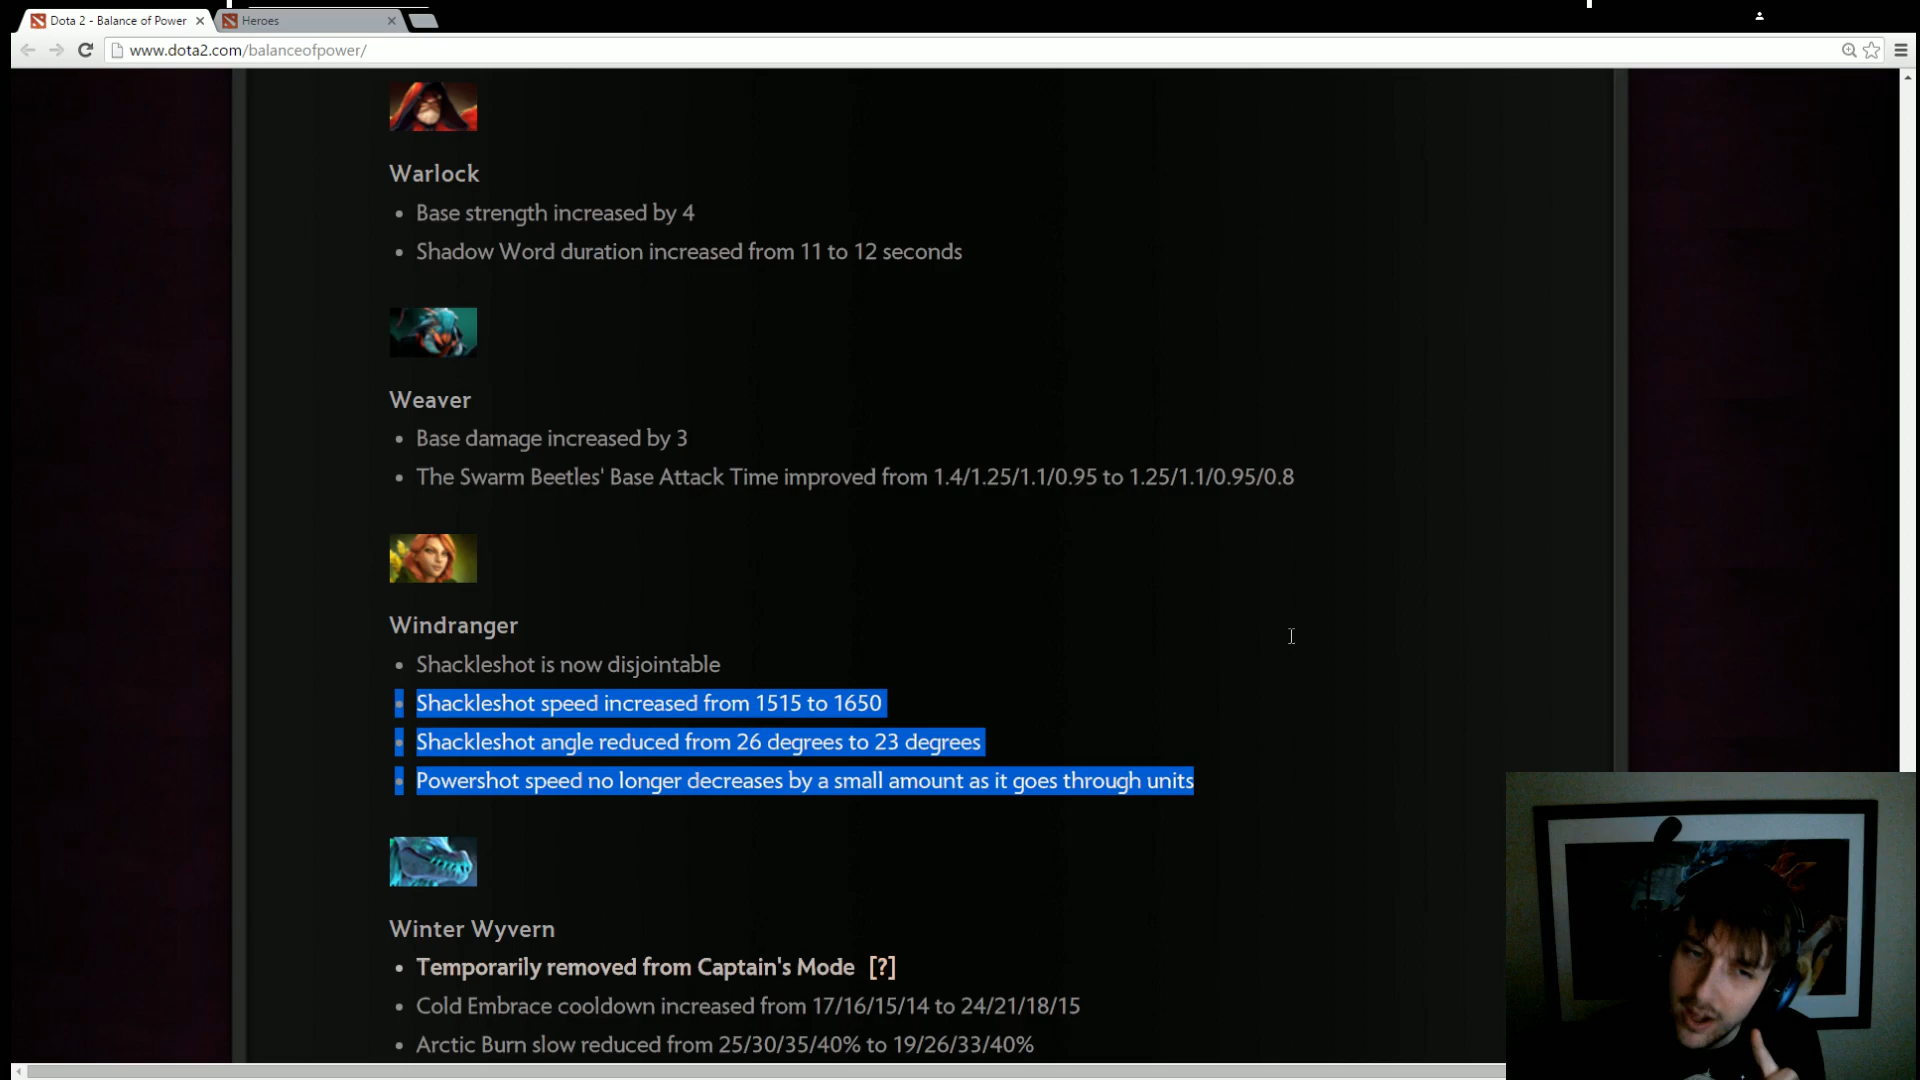 Dota 2 - Balance of Power
Heroes
www.dota2.com/balanceofpower/
Warlock
• Base strength increased by 4
• Shadow Word duration increased from 11 to 12 seconds
Weaver
• Base damage increased by 3
• The Swarm Beetles' Base Attack Time improved from 1.4/1.25/1.1/0.95 to 1.25/1.1/0.95/0.8
Windranger
• Shackleshot is now disjointable
• Shackleshot speed increased from 1515 to 1650
• Shackleshot angle reduced from 26 degrees to 23 degrees
• Powershot speed no longer decreases by a small amount as it goes through units
Winter Wyvern
• Temporarily removed from Captain's Mode [?]
• Cold Embrace cooldown increased from 17/16/15/14 to 24/21/18/15
• Arctic Burn slow reduced from 25/30/35/40% to 19/26/33/40%